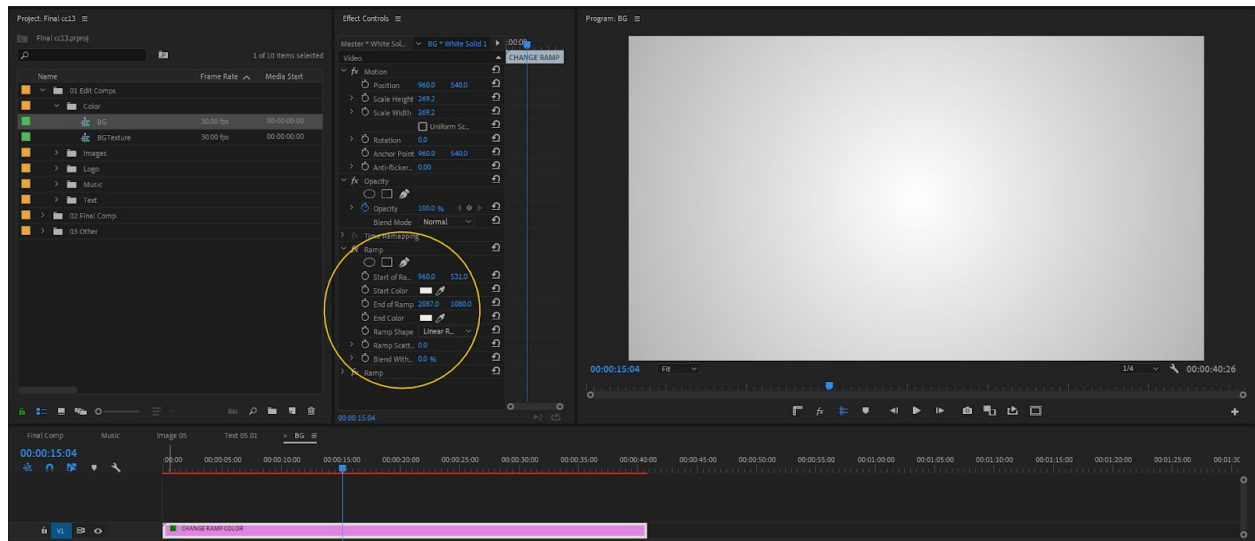 Project: Final cc13
Final cc13.prproj
1 of 10 items selected
Name Frame Rate Media Start
01 Edit Comps
Color
BG 30.00 fps 00:00:00:00
BGTexture 30.00 fps 00:00:00:00
Images
Logo
Music
Text
02 Final Comp
03 Other
Effect Controls
Master * White Sol... BG * White Solid 1 :00:00
Video CHANGE RAMP
fx Motion
Position 960.0 540.0
Scale Height 269.2
Scale Width 269.2
Uniform Sc...
Rotation 0.0
Anchor Point 960.0 540.0
Anti-flicker... 0.00
fx Opacity
Opacity 100.0 %
Blend Mode Normal
fx Time Remapping
fx Ramp
Start of Ra... 960.0 531.0
Start Color
End of Ramp 2087.0 1080.0
End Color
Ramp Shape Linear R...
Ramp Scatt... 0.0
Blend With... 0.0 %
fx Ramp
00:00:15:04
Program: BG
00:00:15:04 Fit 1/4 00:00:40:26
fx
Final Comp Music Image 05 Text 05 01 × BG
00:00:15:04
:00:00 00:00:05:00 00:00:10:00 00:00:15:00 00:00:20:00 00:00:25:00 00:00:30:00 00:00:35:00 00:00:40:00 00:00:45:00 00:00:50:00 00:00:55:00 00:01:00:00 00:01:05:00 00:01:10:00 00:01:15:00 00:01:20:00 00:01:25:00 00:01:30
V1 fx CHANGE RAMP COLOR